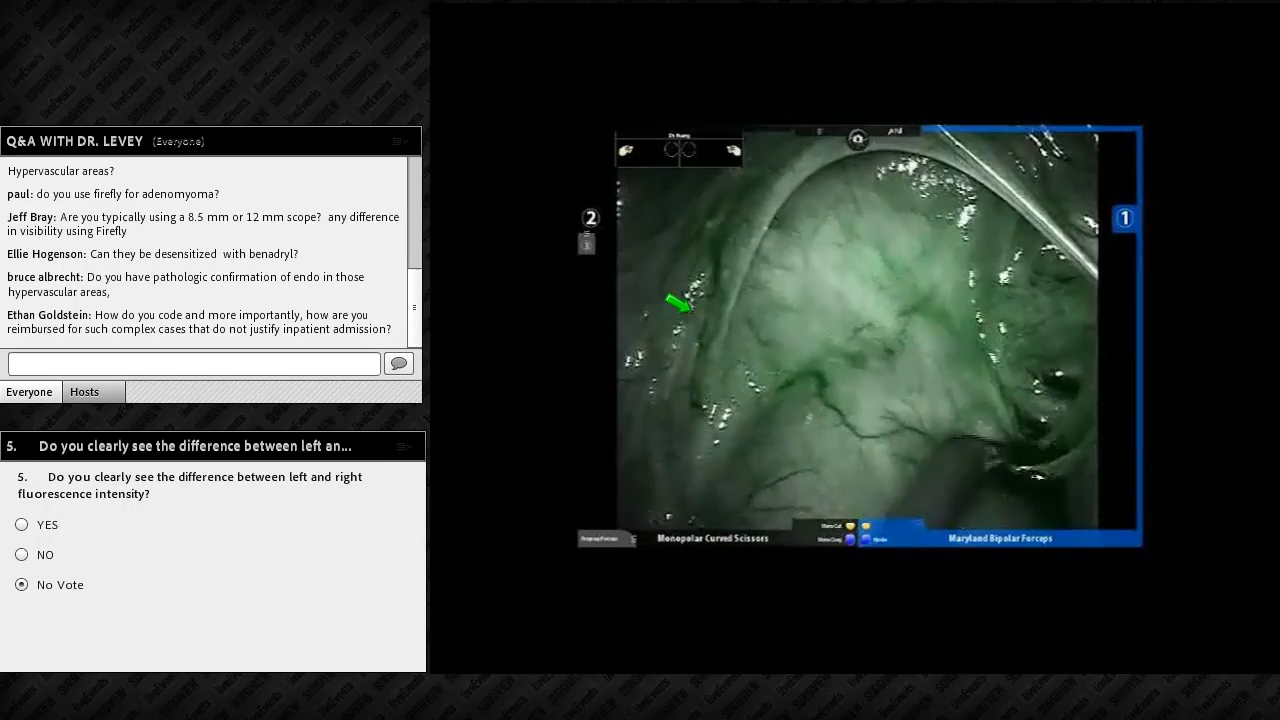 Q&A WITH DR. LEVEY (Everyone)
Hypervascular areas?
paul: do you use firefly for adenomyoma?
Jeff Bray: Are you typically using a 8.5 mm or 12 mm scope?  any difference
in visibility using Firefly
Ellie Hogenson: Can they be desensitized  with benadryl?
bruce albrecht: Do you have pathologic confirmation of endo in those
hypervascular areas,
Ethan Goldstein: How do you code and more importantly, how are you
reimbursed for such complex cases that do not justify inpatient admission?
Everyone
Hosts
5. Do you clearly see the difference between left an...
5. Do you clearly see the difference between left and right
fluorescence intensity?
YES
NO
No Vote
2
1
Monopolar Curved Scissors
Maryland Bipolar Forceps